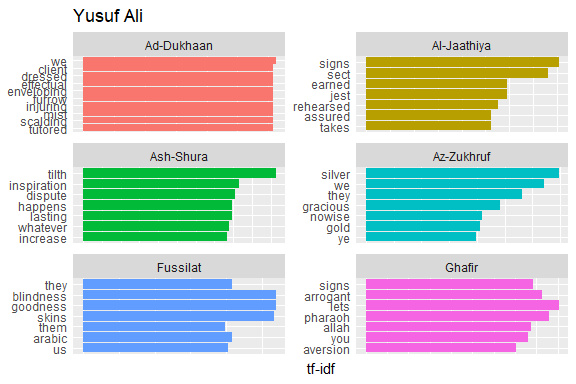 Yusuf Ali
Ad-Dukhaan
we
client
dressed
effectual
enveloping
furrow
injuring
mist
scalding
tutored
Al-Jaathiya
signs
sect
earned
jest
rehearsed
assured
takes
Ash-Shura
tilth
inspiration
dispute
happens
lasting
whatever
increase
Az-Zukhruf
silver
we
they
gracious
nowise
gold
ye
Fussilat
they
blindness
goodness
skins
them
arabic
us
Ghafir
signs
arrogant
lets
pharaoh
allah
you
aversion
tf-idf